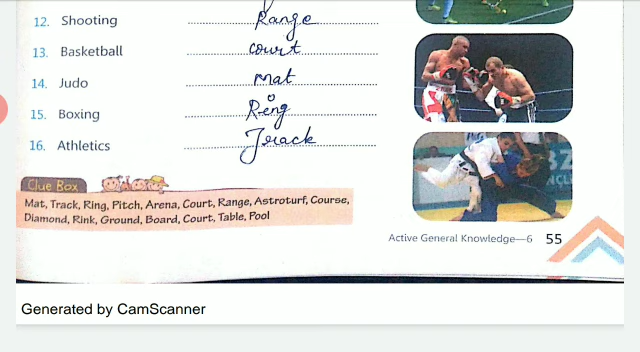 12. Shooting Range
13. Basketball court
14. Judo mat
15. Boxing Ring
16. Athletics Track
Clue Box
Mat, Track, Ring, Pitch, Arena, Court, Range, Astroturf, Course,
Diamond, Rink, Ground, Board, Court, Table, Pool
Active General Knowledge—6 55
Generated by CamScanner